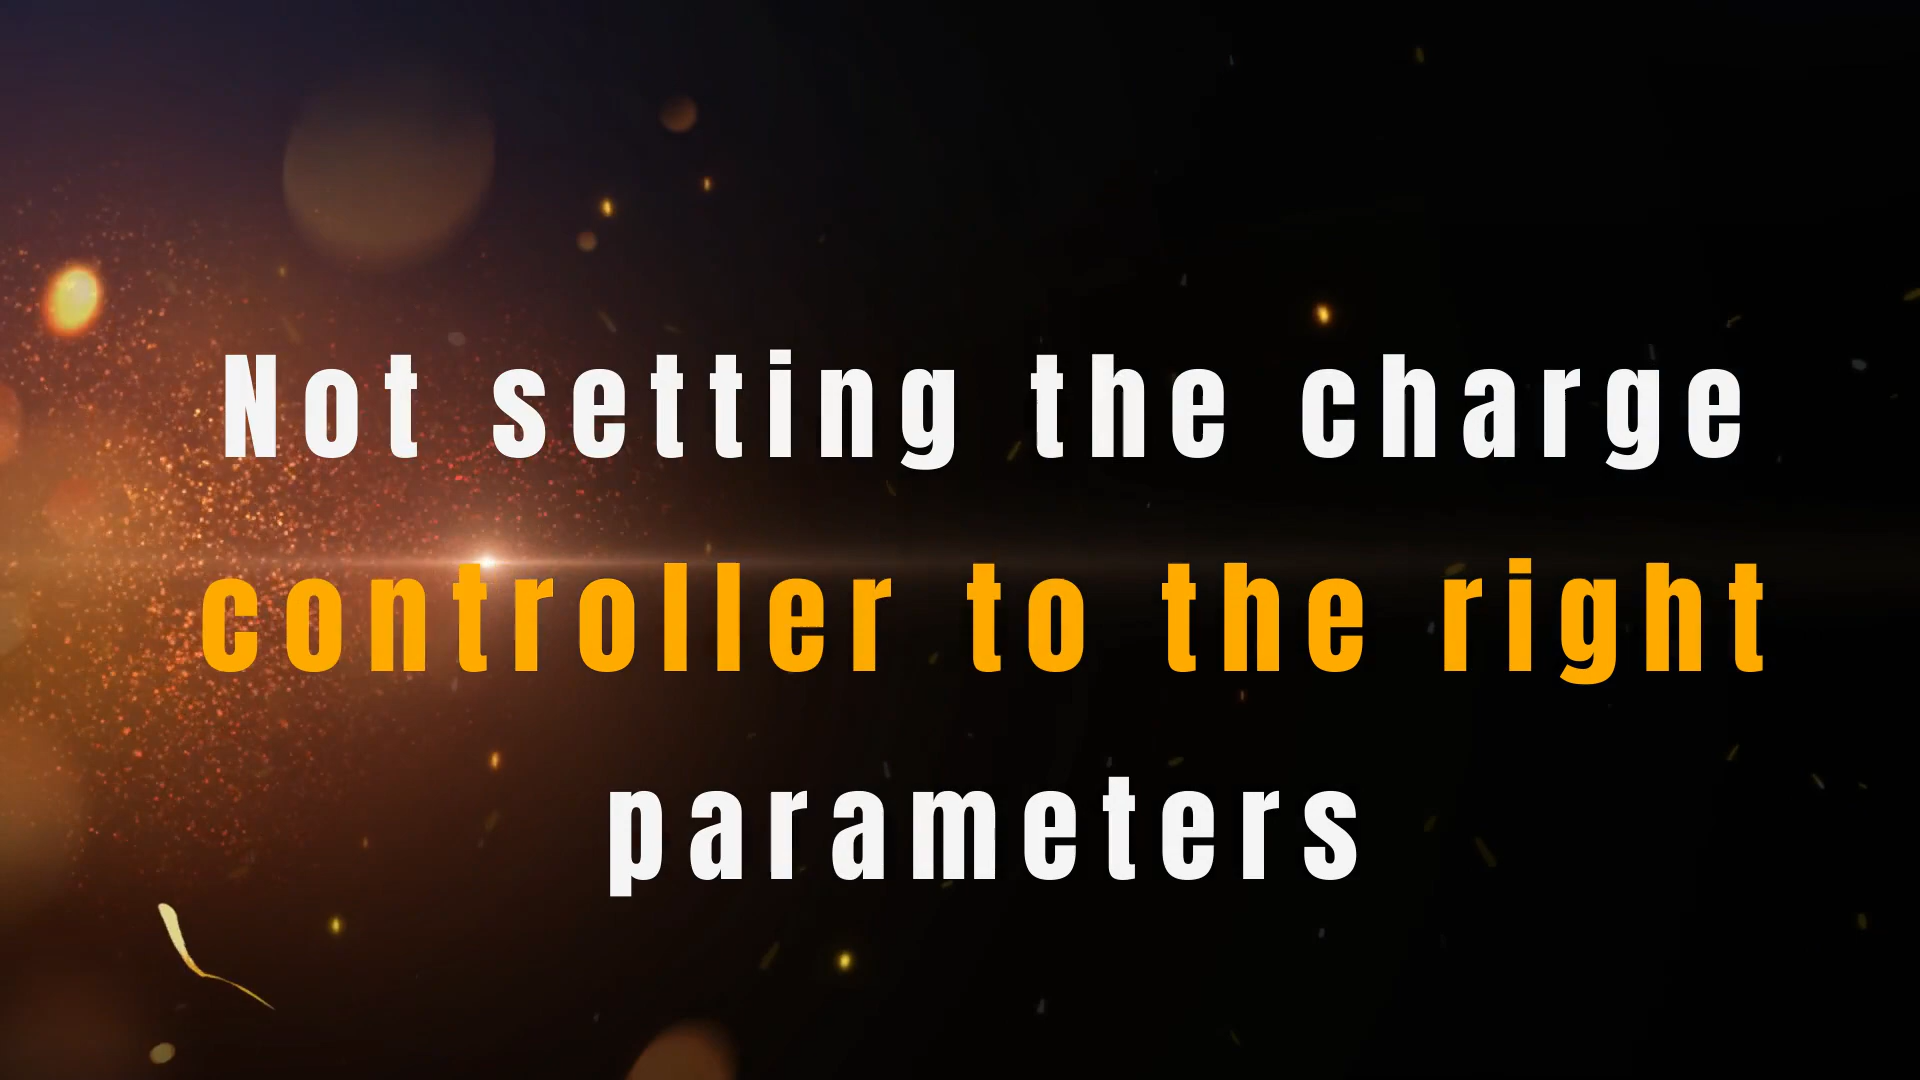 Not setting the charge
controller to the right
parameters